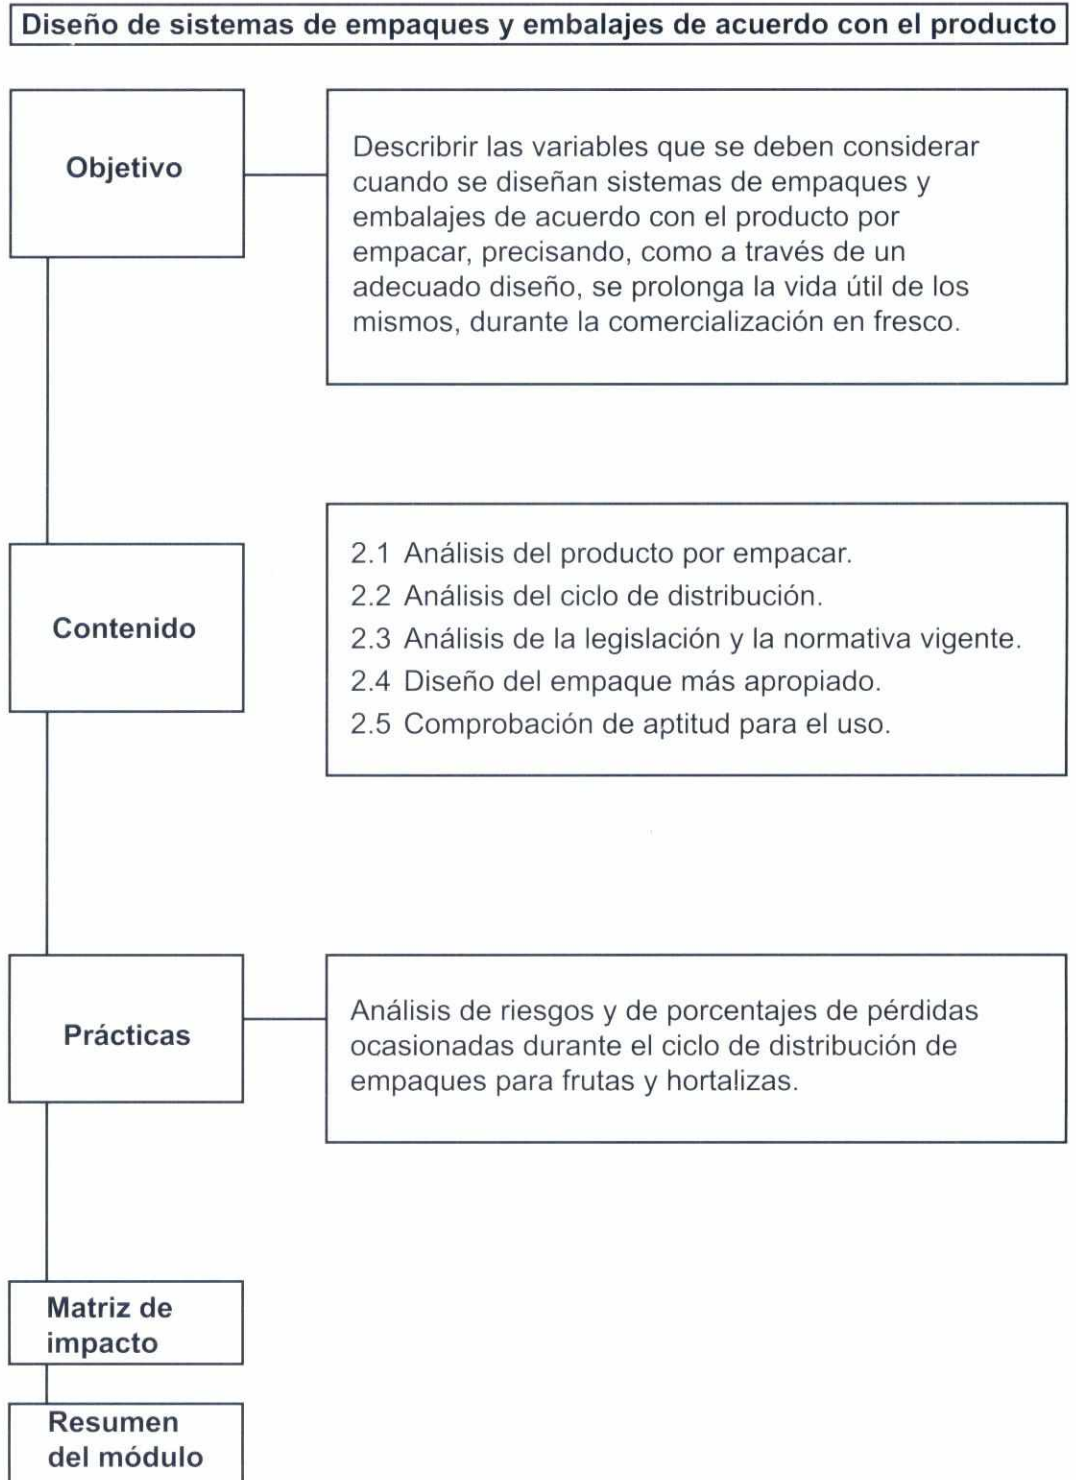 Diseño de sistemas de empaques y embalajes de acuerdo con el producto
Objetivo
Describrir las variables que se deben considerar
cuando se diseñan sistemas de empaques y
embalajes de acuerdo con el producto por
empacar, precisando, como a través de un
adecuado diseño, se prolonga la vida útil de los
mismos, durante la comercialización en fresco.
Contenido
2.1 Análisis del producto por empacar.
2.2 Análisis del ciclo de distribución.
2.3 Análisis de la legislación y la normativa vigente.
2.4 Diseño del empaque más apropiado.
2.5 Comprobación de aptitud para el uso.
Prácticas
Análisis de riesgos y de porcentajes de pérdidas
ocasionadas durante el ciclo de distribución de
empaques para frutas y hortalizas.
Matriz de
impacto
Resumen
del módulo